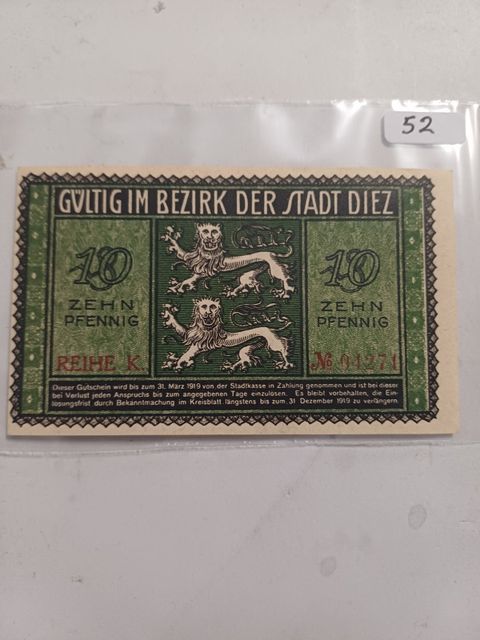 52
GÜLTIG IM BEZIRK DER STADT DIEZ
10
ZEHN
PFENNIG
REIHE K.
10
ZEHN
PFENNIG
№ 04271
Dieser Gutschein wird bis zum 31. März 1919 von der Stadtkasse in Zahlung genommen und ist bei dieser
bei Verlust jeden Anspruchs bis zum angegebenen Tage einzulösen. Es bleibt vorbehalten, die Ein-
lösungsfrist durch Bekanntmachung im Kreisblatt längstens bis zum 31. Dezember 1919 zu verlängern.